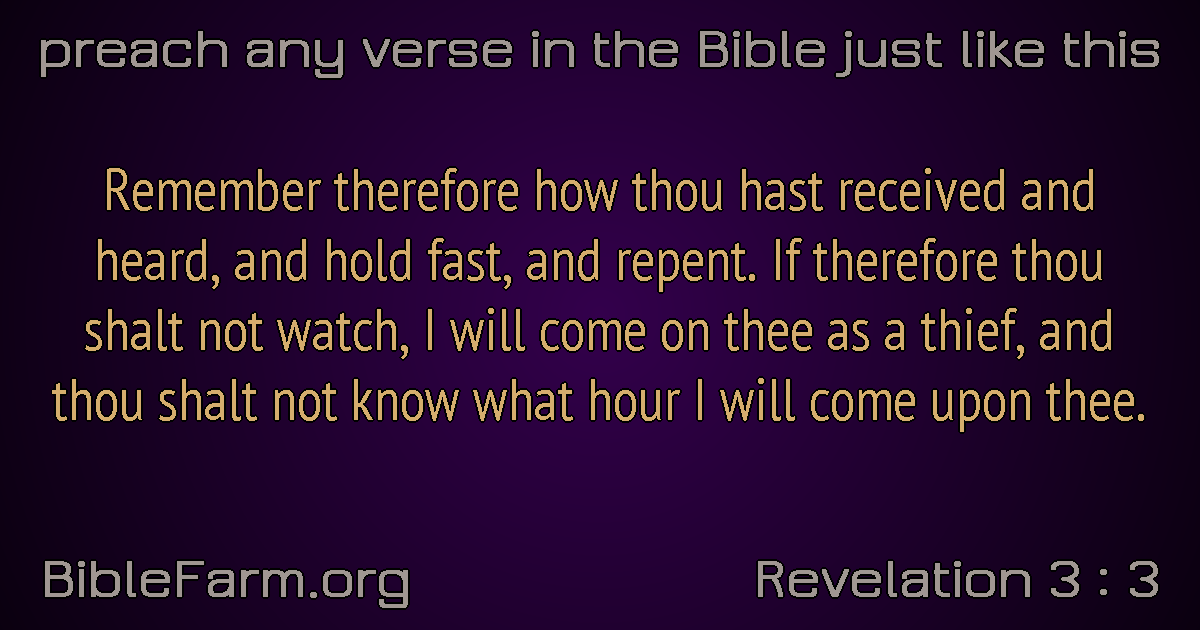 preach any verse in the Bible just like this
Remember therefore how thou hast received and
heard, and hold fast, and repent. If therefore thou
shalt not watch, I will come on thee as a thief, and
thou shalt not know what hour I will come upon thee.
BibleFarm.org
Revelation 3 : 3